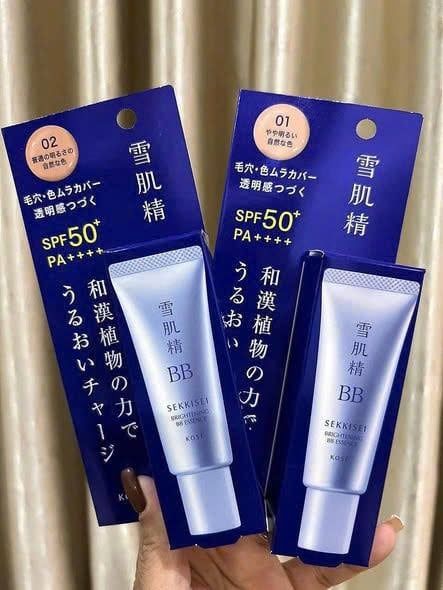 02
普通の明るさの
自然な色
毛穴・色ムラカバー
透明感つづく
SPF50+
PA++++
雪肌精
和漢植物の力で
うるおいチャージ
雪肌精
BB
SEKKISEI
BRIGHTENING
BB ESSENCE
KOSÉ
01
やや明るい
自然な色
毛穴・色ムラカバー
透明感つづく
SPF50+
PA++++
雪肌精
和漢植物の力で
うるおい
雪肌精
BB
SEKKISEI
BRIGHTENING
BB ESSENCE
KOSÉ